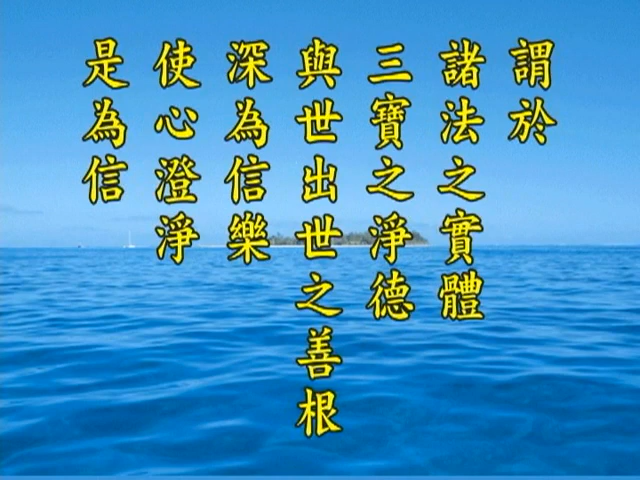 謂於
諸法之實體
三寶之淨德
與世出世之善根
深為信樂
使心澄淨
是為信